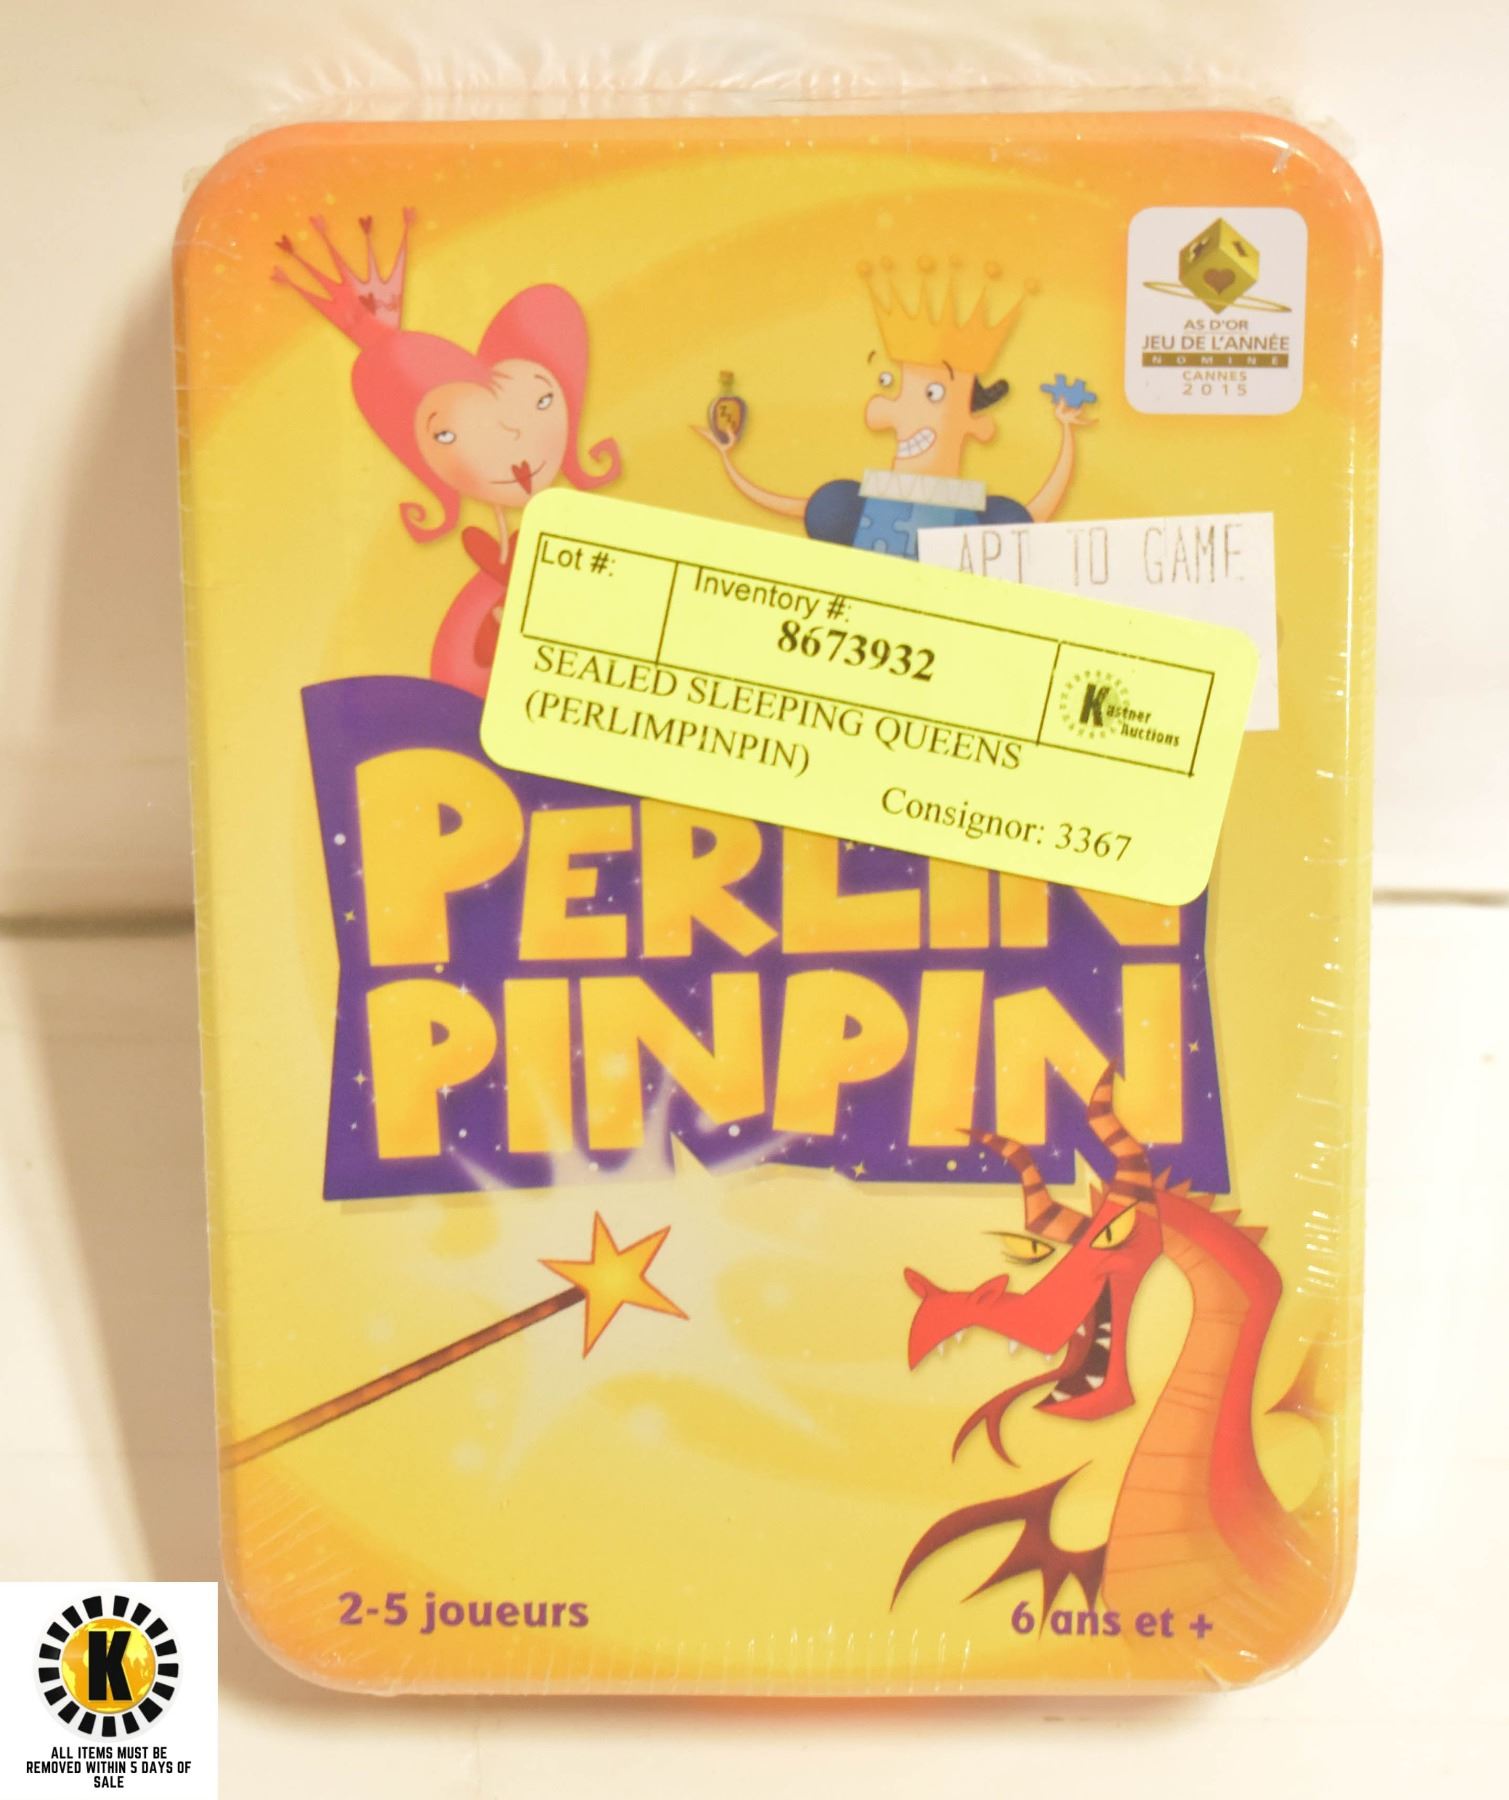 AS D'OR
JEU DE L'ANNÉE
NOMINÉ
CANNES
2015
APT TO GAME
Lot #:
Inventory #:
8673932
Kastner
Auctions
SEALED SLEEPING QUEENS
(PERLIMPINPIN)
Consignor: 3367
PERLIN
PINPIN
ZZZ
2-5 joueurs
6 ans et +
K
ALL ITEMS MUST BE
REMOVED WITHIN 5 DAYS OF
SALE